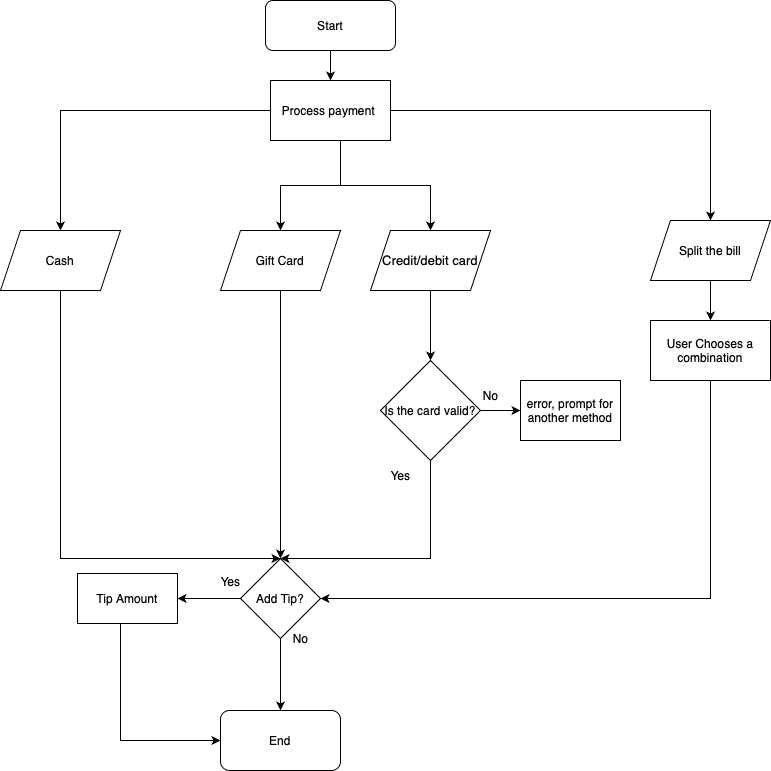 Start
Process payment
Cash
Gift Card
Credit/debit card
Split the bill
User Chooses a
combination
Is the card valid?
No
error, prompt for
another method
Yes
Yes
Tip Amount
Add Tip?
No
End